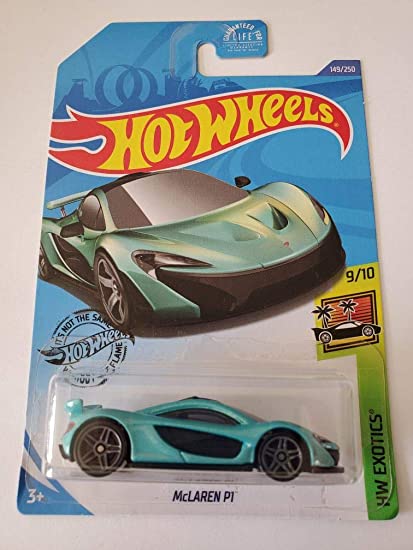 GUARANTEED FOR
LIFE
149/250
HOT WHEELS
9/10
IT'S NOT THE SAME
HOT WHEELS
FLAME
HW EXOTICS
McLAREN P1
3+